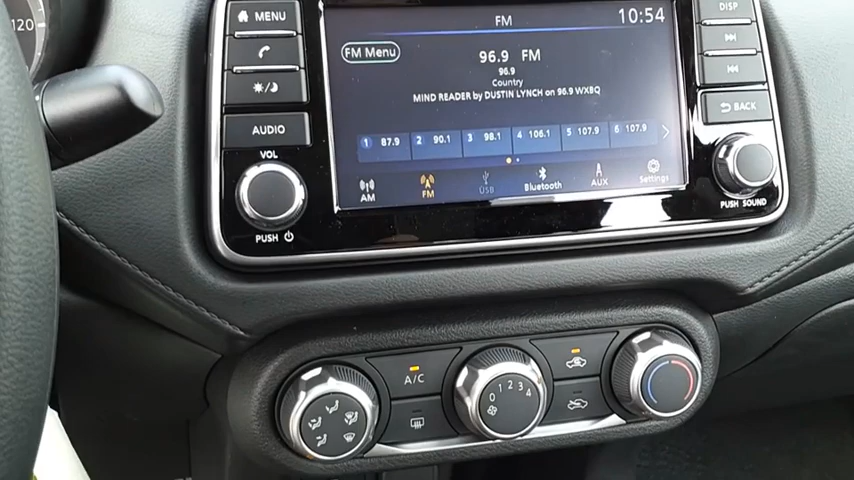 120
MENU
FM
10:54
DISP
FM Menu
96.9 FM
96.9
Country
MIND READER by DUSTIN LYNCH on 96.9 WXBQ
BACK
AUDIO
VOL
1 87.9 2 90.1 3 98.1 4 106.1 5 107.9 6 107.9
AM FM USB Bluetooth AUX Settings
PUSH
PUSH SOUND
A/C
0 1 2 3 4